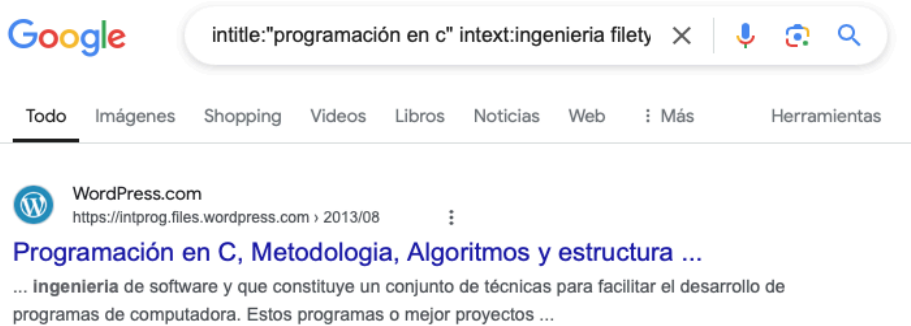 Google
intitle:"programación en c" intext:ingenieria filety
Todo Imágenes Shopping Videos Libros Noticias Web Más Herramientas
WordPress.com
https://intprog.files.wordpress.com › 2013/08
Programación en C, Metodologia, Algoritmos y estructura ...
... ingenieria de software y que constituye un conjunto de técnicas para facilitar el desarrollo de
programas de computadora. Estos programas o mejor proyectos ...